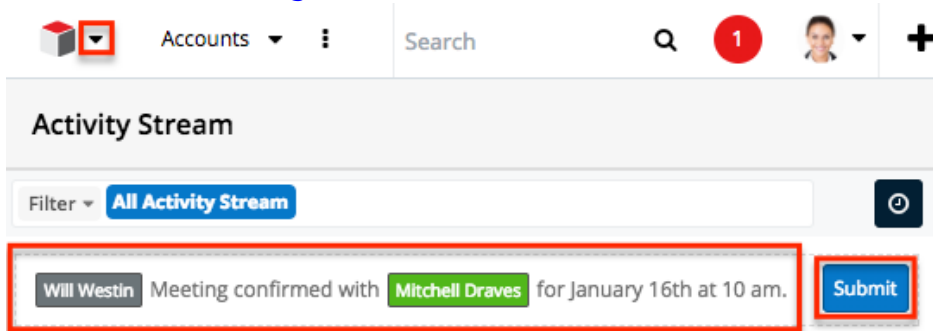 Accounts Search 1
Activity Stream
Filter All Activity Stream
Will Westin Meeting confirmed with Mitchell Draves for January 16th at 10 am. Submit